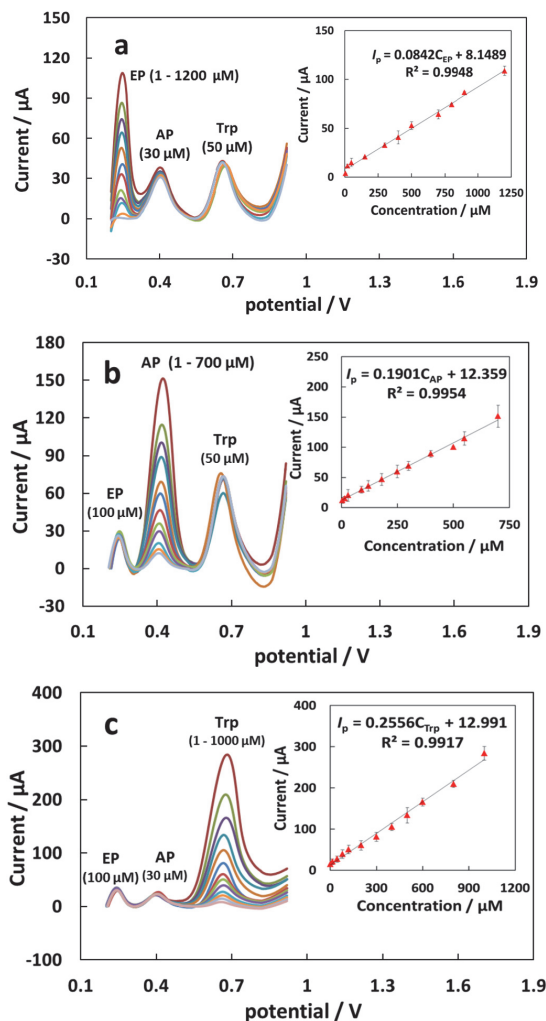 a
150
120
90
60
30
0
-30
Current / µA
EP (1 - 1200 µM)
AP
(30 µM)
Trp
(50 µM)
0.1
0.4
0.7
1
1.3
1.6
1.9
potential / V
Iₚ = 0.0842C_EP + 8.1489
R² = 0.9948
150
100
50
0
Current / µA
0
250
500
750
1000
1250
Concentration / µM
b
180
150
120
90
60
30
0
-30
Current / µA
AP (1 - 700 µM)
Trp
(50 µM)
EP
(100 µM)
0.1
0.4
0.7
1
1.3
1.6
1.9
potential / V
Iₚ = 0.1901C_AP + 12.359
R² = 0.9954
250
200
150
100
50
0
Current / µA
0
250
500
750
Concentration / µM
c
400
300
200
100
0
-100
Current / µA
Trp
(1 - 1000 µM)
EP
(100 µM)
AP
(30 µM)
0.1
0.4
0.7
1
1.3
1.6
1.9
potential / V
Iₚ = 0.2556C_Trp + 12.991
R² = 0.9917
400
300
200
100
0
Current / µA
0
300
600
900
1200
Concentration / µM